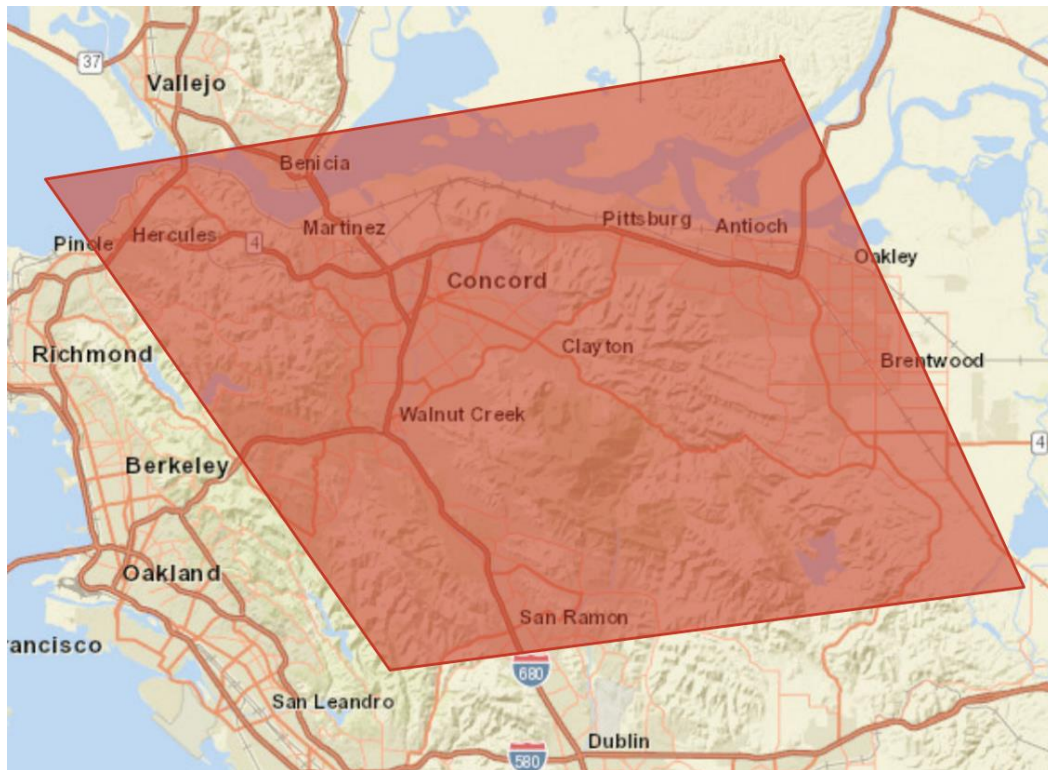 37
Vallejo
Benicia
Martinez
Pinole
Hercules
4
Pittsburg
Antioch
Oakley
Concord
Richmond
Clayton
Brentwood
Walnut Creek
4
Berkeley
Oakland
San Ramon
rancisco
680
San Leandro
Dublin
580